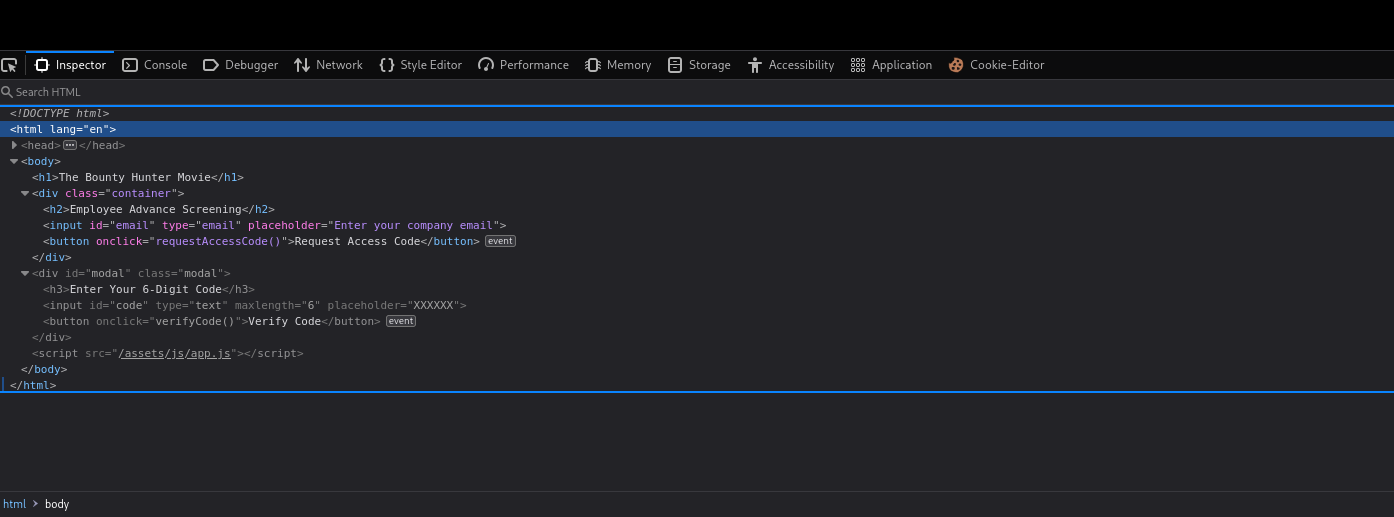 Inspector Console Debugger Network Style Editor Performance Memory Storage Accessibility Application Cookie-Editor
Search HTML
<!DOCTYPE html>
<html lang="en">
<head> ••• </head>
<body>
<h1>The Bounty Hunter Movie</h1>
<div class="container">
<h2>Employee Advance Screening</h2>
<input id="email" type="email" placeholder="Enter your company email">
<button onclick="requestAccessCode()">Request Access Code</button> event
</div>
<div id="modal" class="modal">
<h3>Enter Your 6-Digit Code</h3>
<input id="code" type="text" maxlength="6" placeholder="XXXXXX">
<button onclick="verifyCode()">Verify Code</button> event
</div>
<script src="/assets/js/app.js"></script>
</body>
</html>
html > body